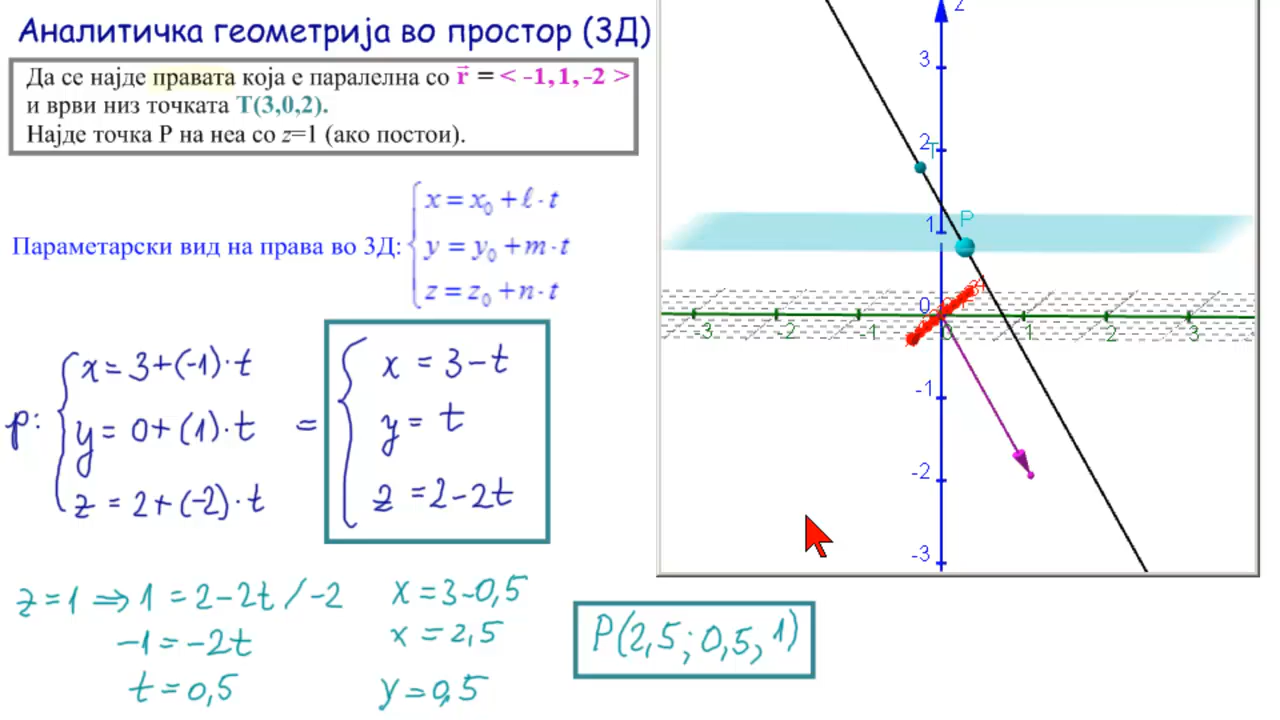 Аналитичка геометрија во простор (3Д)
Да се најде правата која е паралелна со r⃗ = < -1, 1, -2 >
и врви низ точката T(3,0,2).
Најде точка P на неа со z=1 (ако постои).
Параметарски вид на права во 3Д:
x = x₀ + ℓ · t
y = y₀ + m · t
z = z₀ + n · t
p:
x = 3+(-1)·t
y = 0+(1)·t
z = 2+(-2)·t
=
x = 3-t
y = t
z = 2-2t
z=1 ⇒ 1 = 2-2t / -2
-1 = -2t
t = 0,5
x = 3-0,5
x = 2,5
y = 0,5
P(2,5; 0,5, 1)
z
3
2
T
1
P
0
-3 -2 -1 0 1 2 3
-1
-2
-3